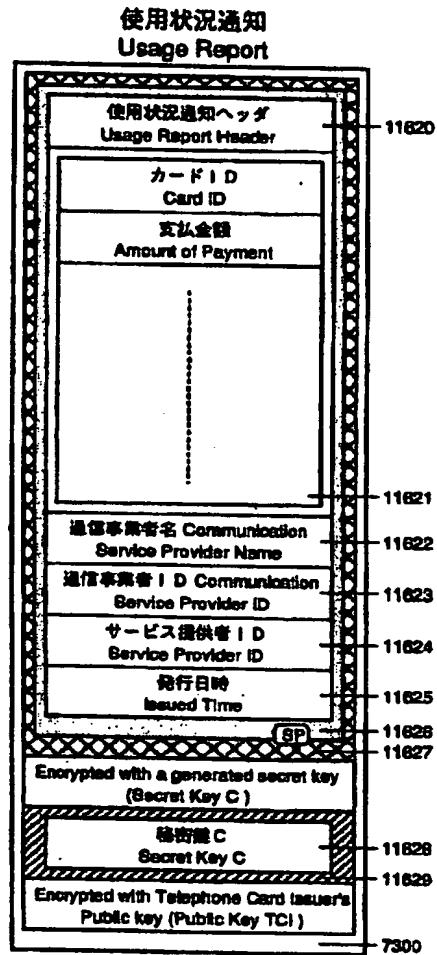 使用状況通知
Usage Report
使用状況通知ヘッダ
Usage Report Header
11620
カードID
Card ID
支払金額
Amount of Payment
11621
通信事業者名 Communication
Service Provider Name
11622
通信事業者ID Communication
Service Provider ID
11623
サービス提供者ID
Service Provider ID
11624
発行日時
Issued Time
11625
SP
11626
11627
Encrypted with a generated secret key
(Secret Key C)
秘密鍵C
Secret Key C
11628
11629
Encrypted with Telephone Card Issuer's
Public key (Public Key TCI)
7300